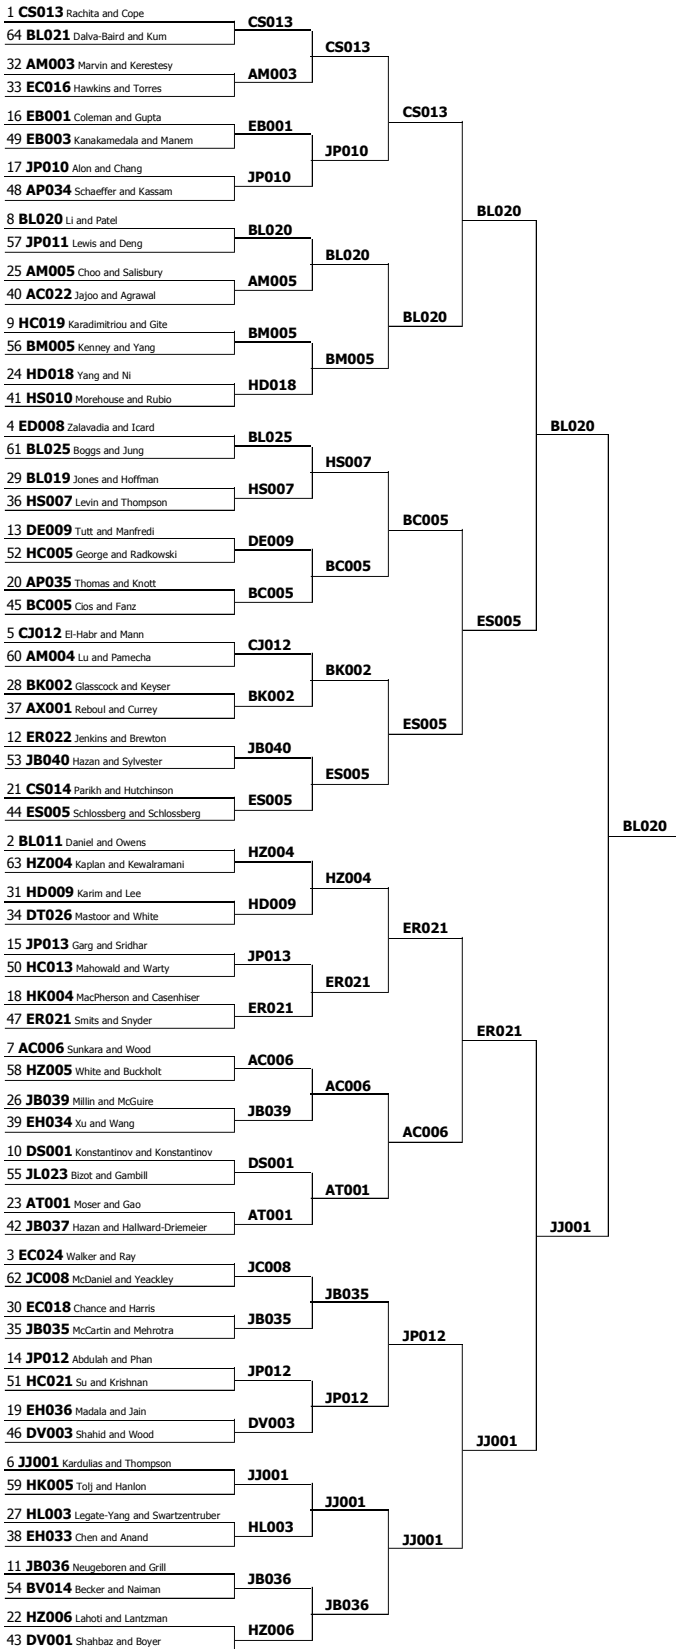 1 CS013 Rachita and Cope
CS013
64 BL021 Dalva-Baird and Kum
CS013
32 AM003 Marvin and Kerestesy
AM003
33 EC016 Hawkins and Torres
CS013
16 EB001 Coleman and Gupta
EB001
49 EB003 Kanakamedala and Manem
JP010
17 JP010 Alon and Chang
JP010
48 AP034 Schaeffer and Kassam
BL020
8 BL020 Li and Patel
BL020
57 JP011 Lewis and Deng
BL020
25 AM005 Choo and Salisbury
AM005
40 AC022 Jajoo and Agrawal
BL020
9 HC019 Karadimitriou and Gite
BM005
56 BM005 Kenney and Yang
BM005
24 HD018 Yang and Ni
HD018
41 HS010 Morehouse and Rubio
BL020
4 ED008 Zalavadia and Icard
BL025
61 BL025 Boggs and Jung
HS007
29 BL019 Jones and Hoffman
HS007
36 HS007 Levin and Thompson
BC005
13 DE009 Tutt and Manfredi
DE009
52 HC005 George and Radkowski
BC005
20 AP035 Thomas and Knott
BC005
45 BC005 Cios and Fanz
ES005
5 CJ012 El-Habr and Mann
CJ012
60 AM004 Lu and Pamecha
BK002
28 BK002 Glasscock and Keyser
BK002
37 AX001 Reboul and Currey
ES005
12 ER022 Jenkins and Brewton
JB040
53 JB040 Hazan and Sylvester
ES005
21 CS014 Parikh and Hutchinson
ES005
44 ES005 Schlossberg and Schlossberg
BL020
2 BL011 Daniel and Owens
HZ004
63 HZ004 Kaplan and Kewalramani
HZ004
31 HD009 Karim and Lee
HD009
34 DT026 Mastoor and White
ER021
15 JP013 Garg and Sridhar
JP013
50 HC013 Mahowald and Warty
ER021
18 HK004 MacPherson and Casenhiser
ER021
47 ER021 Smits and Snyder
ER021
7 AC006 Sunkara and Wood
AC006
58 HZ005 White and Buckholt
AC006
26 JB039 Millin and McGuire
JB039
39 EH034 Xu and Wang
AC006
10 DS001 Konstantinov and Konstantinov
DS001
55 JL023 Bizot and Gambill
AT001
23 AT001 Moser and Gao
AT001
42 JB037 Hazan and Hallward-Driemeier
JJ001
3 EC024 Walker and Ray
JC008
62 JC008 McDaniel and Yeackley
JB035
30 EC018 Chance and Harris
JB035
35 JB035 McCartin and Mehrotra
JP012
14 JP012 Abdulah and Phan
JP012
51 HC021 Su and Krishnan
JP012
19 EH036 Madala and Jain
DV003
46 DV003 Shahid and Wood
JJ001
6 JJ001 Kardulias and Thompson
JJ001
59 HK005 Tolj and Hanlon
JJ001
27 HL003 Legate-Yang and Swartzentruber
HL003
38 EH033 Chen and Anand
JJ001
11 JB036 Neugeboren and Grill
JB036
54 BV014 Becker and Naiman
JB036
22 HZ006 Lahoti and Lantzman
HZ006
43 DV001 Shahbaz and Boyer